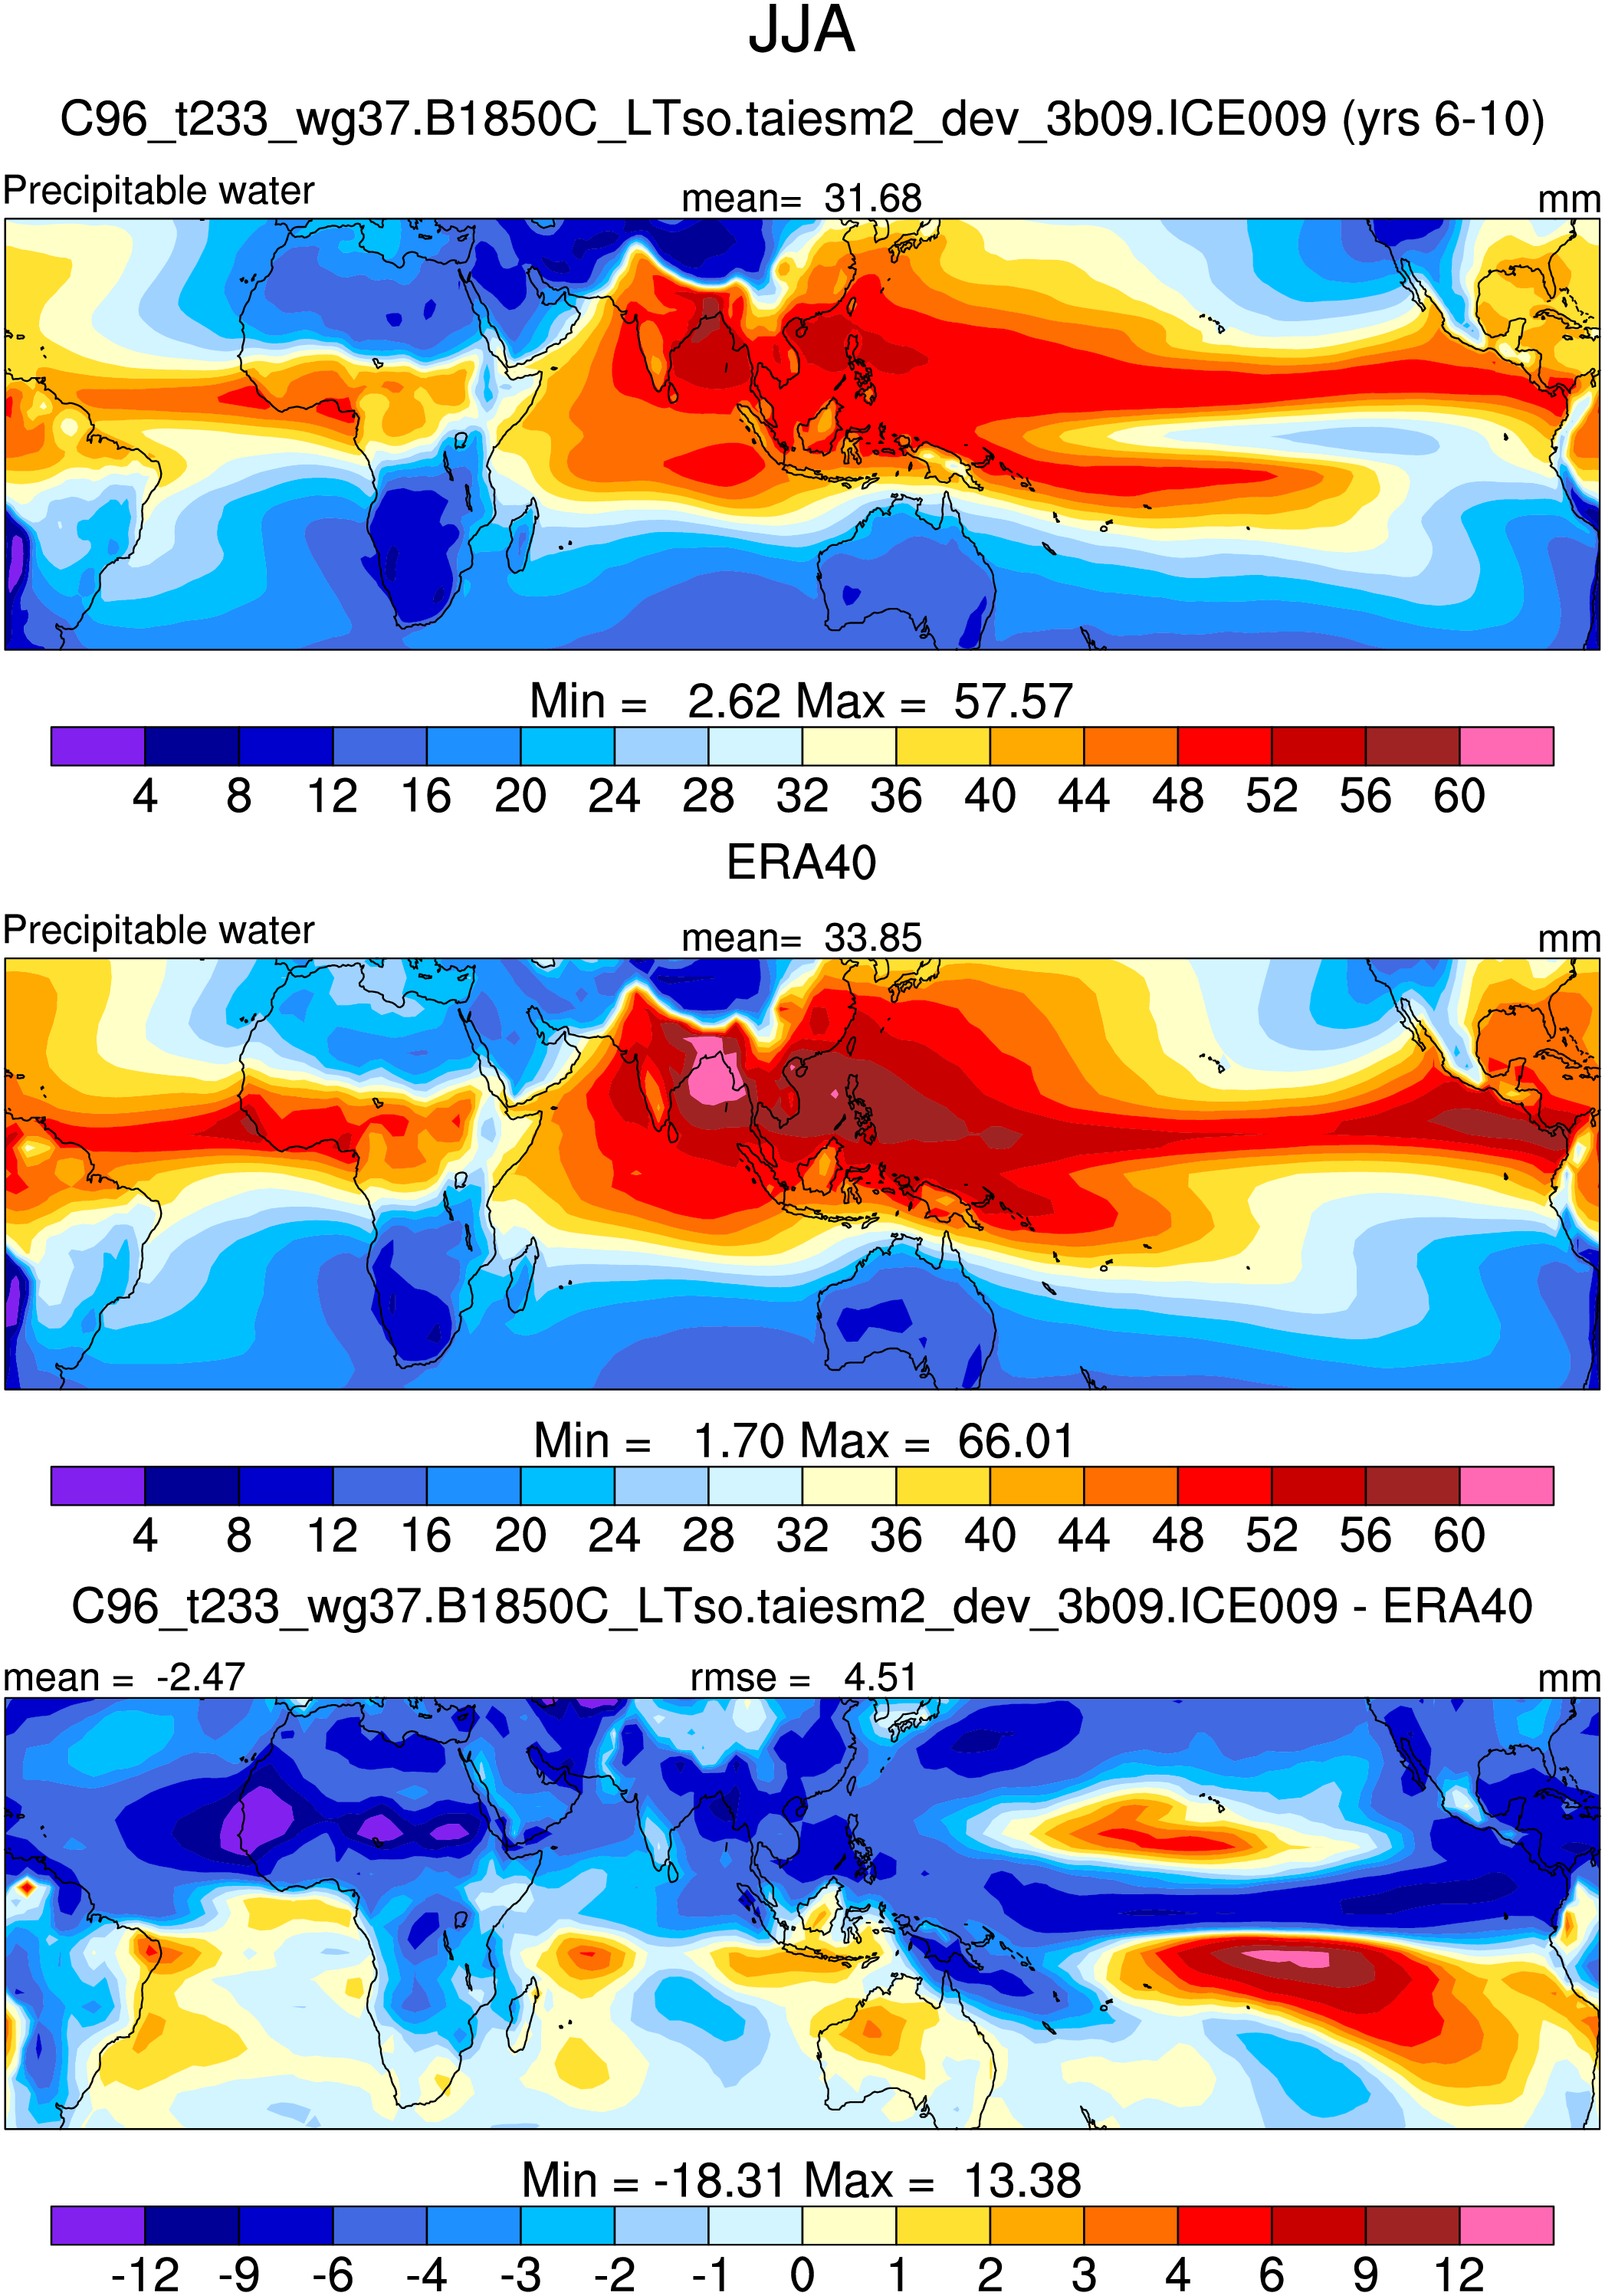 JJA
C96_t233_wg37.B1850C_LTso.taiesm2_dev_3b09.ICE009 (yrs 6-10)
Precipitable water mean= 31.68 mm
Min = 2.62 Max = 57.57
4 8 12 16 20 24 28 32 36 40 44 48 52 56 60
ERA40
Precipitable water mean= 33.85 mm
Min = 1.70 Max = 66.01
4 8 12 16 20 24 28 32 36 40 44 48 52 56 60
C96_t233_wg37.B1850C_LTso.taiesm2_dev_3b09.ICE009 - ERA40
mean = -2.47 rmse = 4.51 mm
Min = -18.31 Max = 13.38
-12 -9 -6 -4 -3 -2 -1 0 1 2 3 4 6 9 12